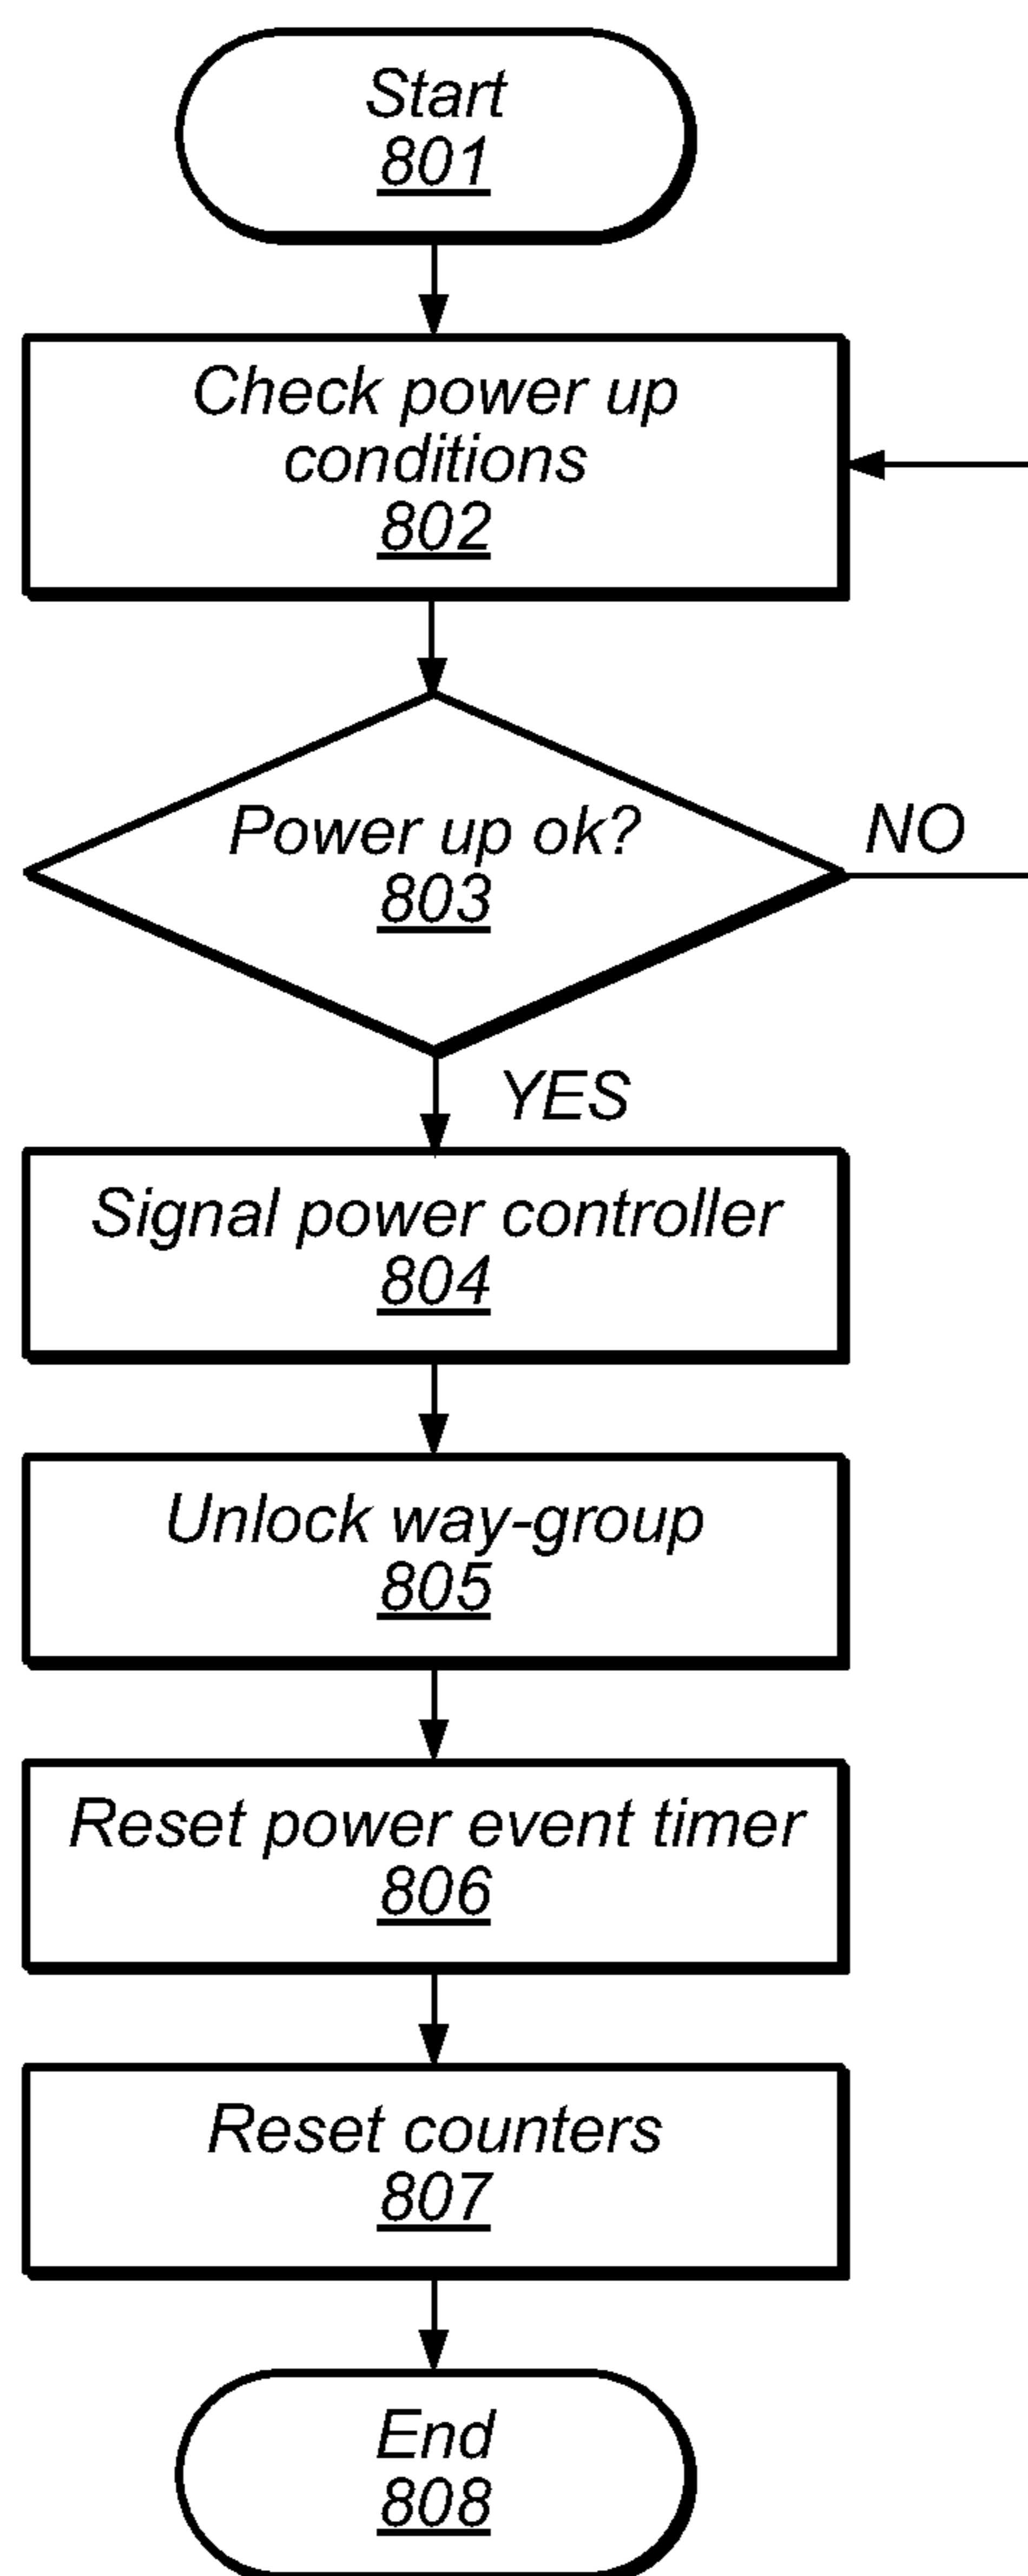 Start
801
Check power up
conditions
802
Power up ok?
803
NO
YES
Signal power controller
804
Unlock way-group
805
Reset power event timer
806
Reset counters
807
End
808